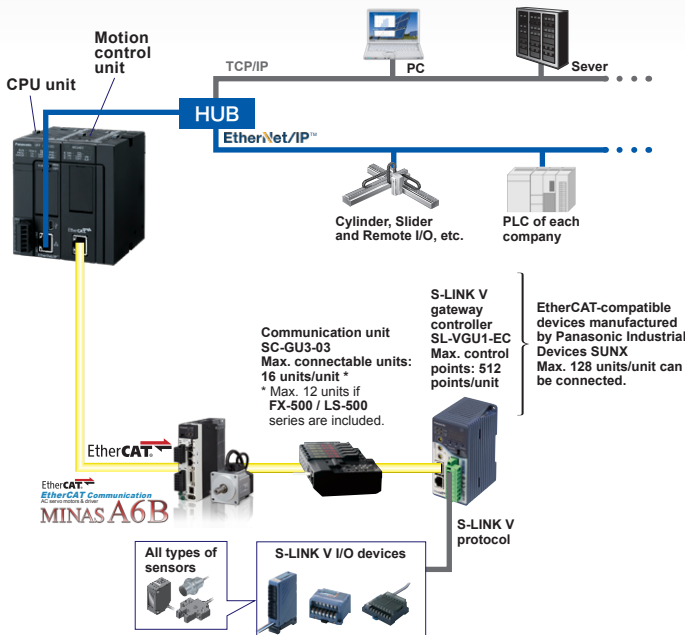 Motion
control
unit
CPU unit
TCP/IP
PC
Sever
HUB
EtherNet/IP™
Panasonic
EtherCAT
Cylinder, Slider
and Remote I/O, etc.
PLC of each
company
S-LINK V
gateway
controller
SL-VGU1-EC
Max. control
points: 512
points/unit
EtherCAT-compatible
devices manufactured
by Panasonic Industrial
Devices SUNX
Max. 128 units/unit can
be connected.
Communication unit
SC-GU3-03
Max. connectable units:
16 units/unit *
* Max. 12 units if
FX-500 / LS-500
series are included.
EtherCAT®
EtherCAT®
EtherCAT Communication
AC servo motors & driver
MINAS A6B
S-LINK V
protocol
All types of
sensors
S-LINK V I/O devices